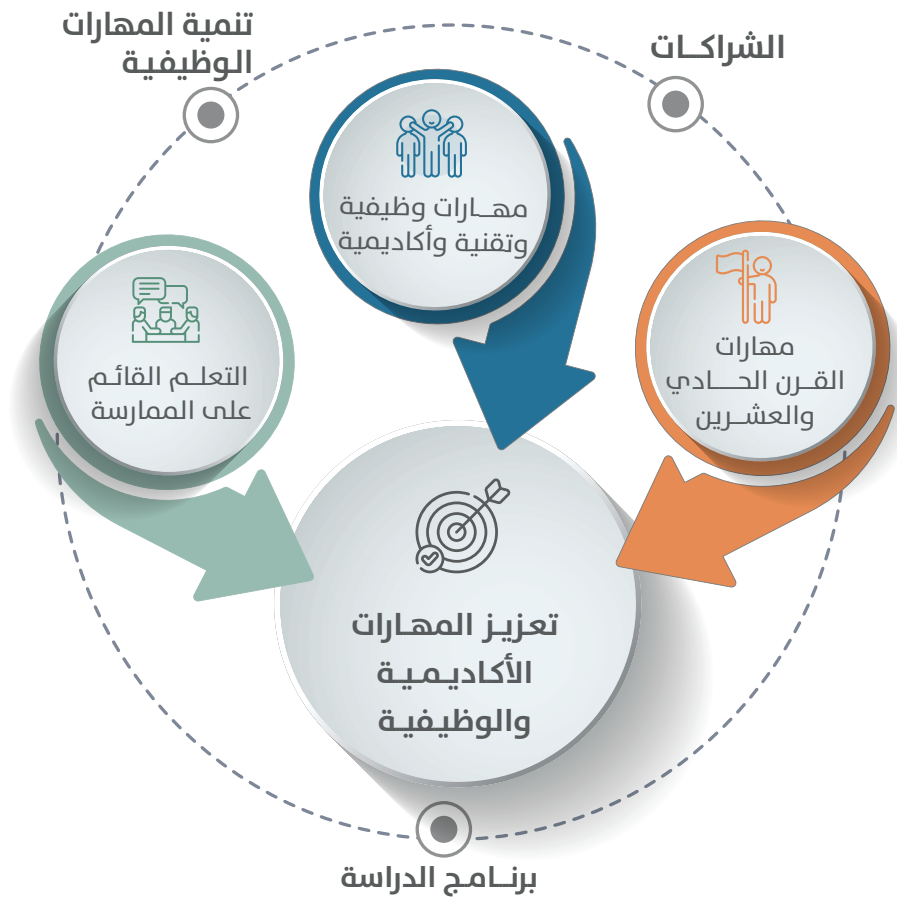 الشراكات
تنمية المهارات
الوظيفية
مهارات وظيفية
وتقنية وأكاديمية
مهارات
القرن الحادي
والعشرين
التعلم القائم
على الممارسة
تعزيز المهارات
الأكاديمية
والوظيفية
برنامج الدراسة